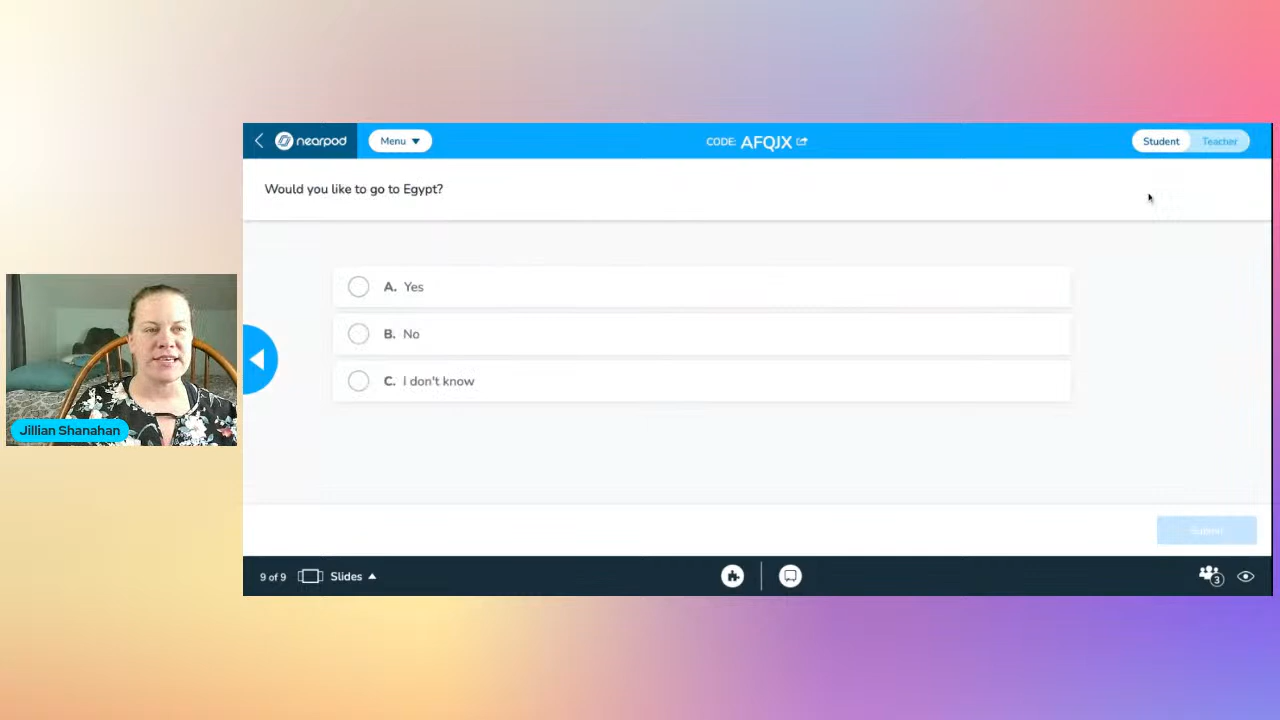 nearpod
Menu
CODE: AFQJX
Student
Teacher
Would you like to go to Egypt?
A. Yes
B. No
C. I don't know
Jillian Shanahan
Submit
9 of 9
Slides
3